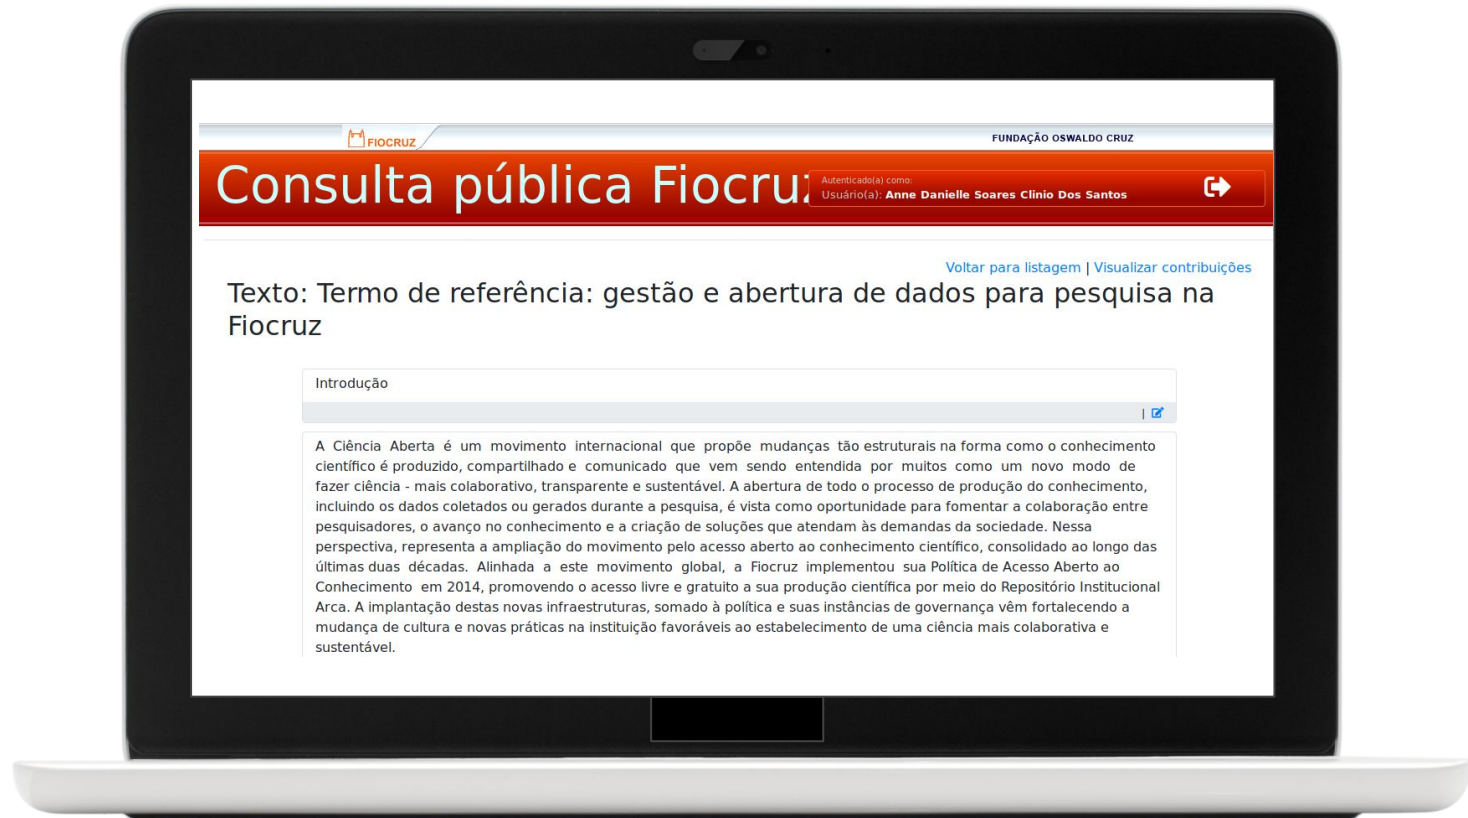 FIOCRUZ
FUNDAÇÃO OSWALDO CRUZ
Consulta pública Fiocruz
Autenticado(a) como:
Usuário(a): Anne Danielle Soares Clinio Dos Santos
Voltar para listagem | Visualizar contribuições
Texto: Termo de referência: gestão e abertura de dados para pesquisa na
Fiocruz
Introdução
|
A Ciência Aberta é um movimento internacional que propõe mudanças tão estruturais na forma como o conhecimento
científico é produzido, compartilhado e comunicado que vem sendo entendida por muitos como um novo modo de
fazer ciência - mais colaborativo, transparente e sustentável. A abertura de todo o processo de produção do conhecimento,
incluindo os dados coletados ou gerados durante a pesquisa, é vista como oportunidade para fomentar a colaboração entre
pesquisadores, o avanço no conhecimento e a criação de soluções que atendam às demandas da sociedade. Nessa
perspectiva, representa a ampliação do movimento pelo acesso aberto ao conhecimento científico, consolidado ao longo das
últimas duas décadas. Alinhada a este movimento global, a Fiocruz implementou sua Política de Acesso Aberto ao
Conhecimento em 2014, promovendo o acesso livre e gratuito a sua produção científica por meio do Repositório Institucional
Arca. A implantação destas novas infraestruturas, somado à política e suas instâncias de governança vêm fortalecendo a
mudança de cultura e novas práticas na instituição favoráveis ao estabelecimento de uma ciência mais colaborativa e
sustentável.